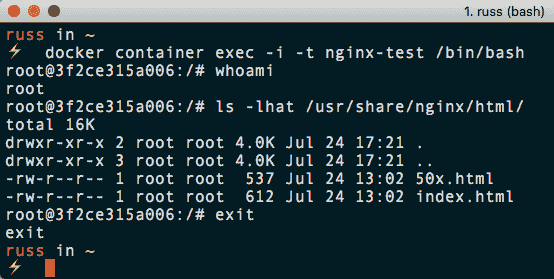 1. russ (bash)
russ in ~
⚡ docker container exec -i -t nginx-test /bin/bash
root@3f2ce315a006:/# whoami
root
root@3f2ce315a006:/# ls -lhat /usr/share/nginx/html/
total 16K
drwxr-xr-x 2 root root 4.0K Jul 24 17:21 .
drwxr-xr-x 3 root root 4.0K Jul 24 17:21 ..
-rw-r--r-- 1 root root  537 Jul 24 13:02 50x.html
-rw-r--r-- 1 root root  612 Jul 24 13:02 index.html
root@3f2ce315a006:/# exit
exit
russ in ~
⚡